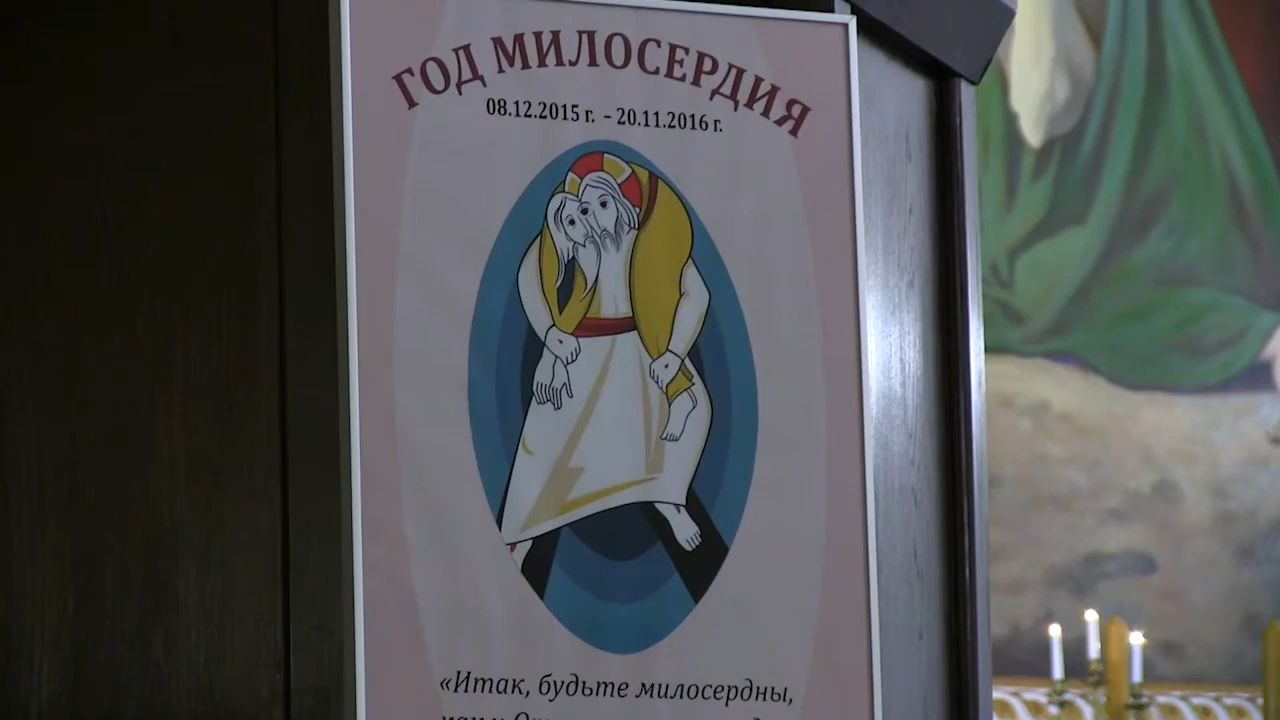 ГОД МИЛОСЕРДИЯ
08.12.2015 г. – 20.11.2016 г.
«Итак, будьте милосердны,